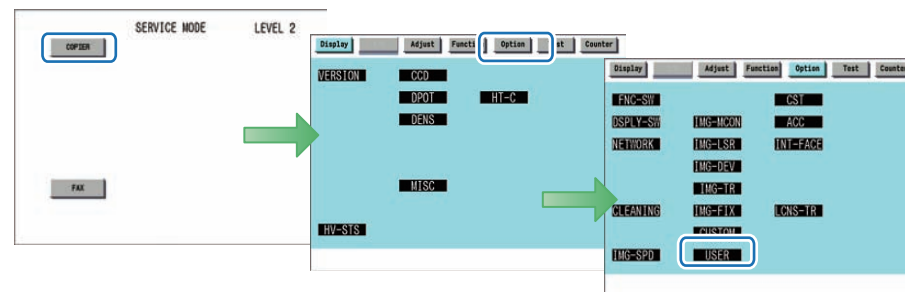 SERVICE MODE LEVEL 2
COPIER
FAX
Display Adjust Option Counter
VERSION CCD
DPOT HT-C
DENS
MISC
HV-STS
Display Adjust Function Option Test Counter
FNC-SW CST
DSPLY-SW IMG-MCON ACC
NETWORK IMG-LSR INT-FACE
IMG-DEV
IMG-TR
CLEANING IMG-FIX LCNS-TR
CUSTOM
IMG-SPD USER